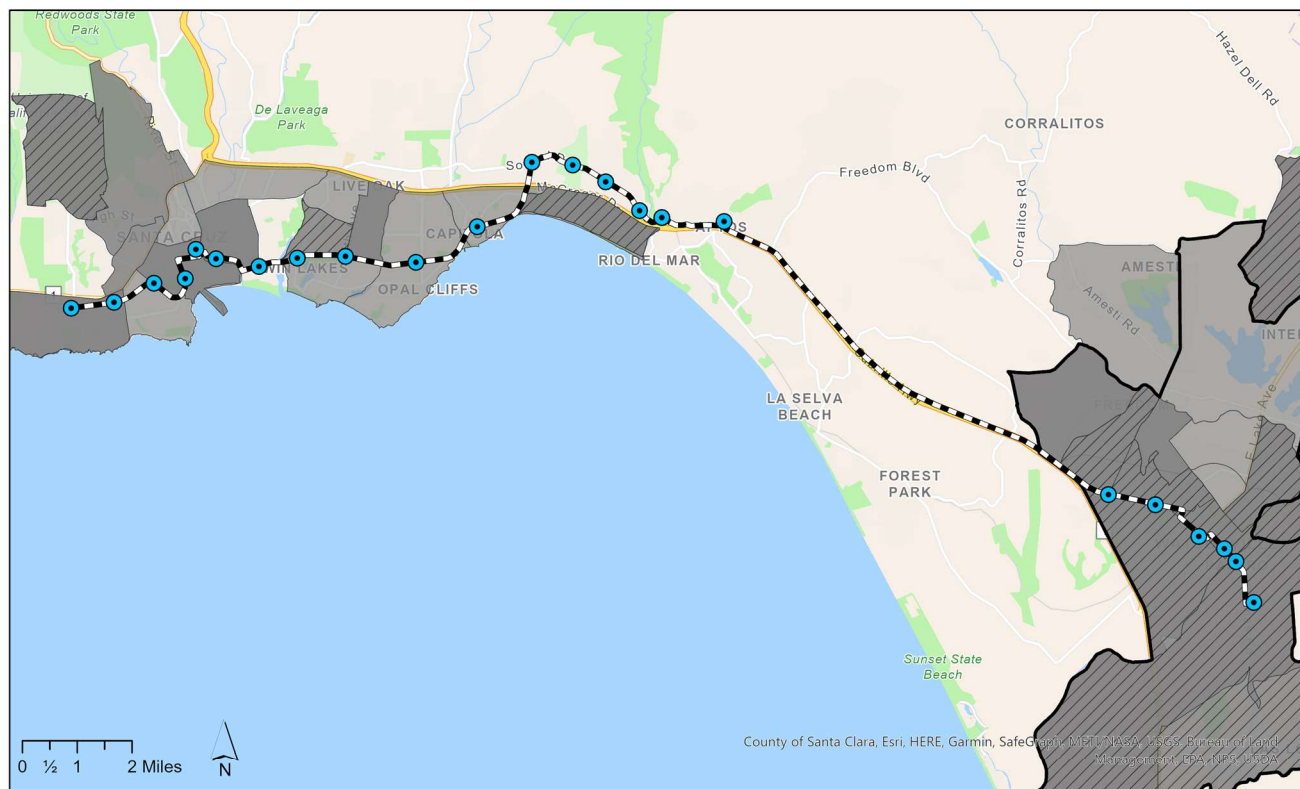 Redwoods State
Park
De Laveaga
Park
CORRALITOS
Hazel Dell Rd
Freedom Blvd
Corralitos Rd
LIVE OAK
SANTA CRUZ
CAPITOLA
RIO DEL MAR
OPAL CLIFFS
AMESTI
Amesti Rd
E Lake Ave
LA SELVA
BEACH
FOREST
PARK
Sunset State
Beach
0 ½ 1 2 Miles
N
County of Santa Clara, Esri, HERE, Garmin, SafeGraph, METI/NASA, USGS, Bureau of Land
Management, EPA, NPS, USDA